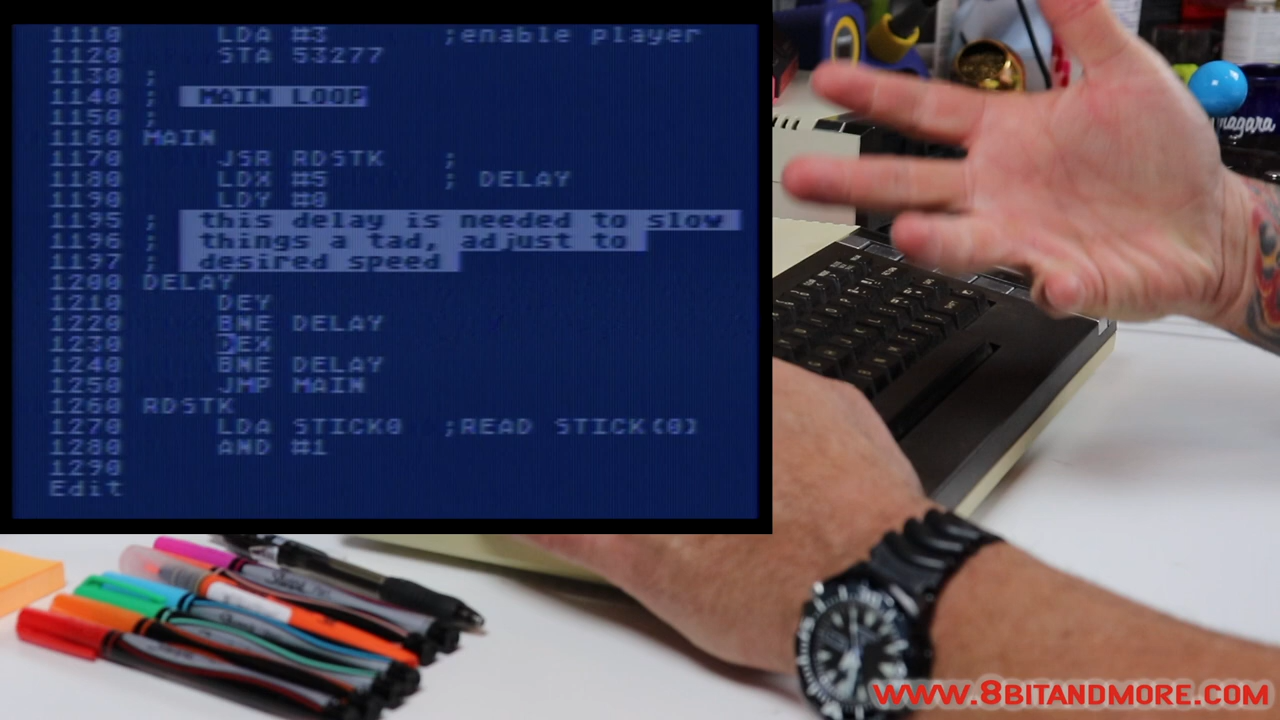 1110 LDA #3 ;enable player
1120 STA 53277
1130 ;
1140 ; MAIN LOOP
1150 ;
1160 MAIN
1170 JSR RDSTK ;
1180 LDX #5 ; DELAY
1190 LDY #0
1195 ; this delay is needed to slow
1196 ; things a tad, adjust to
1197 ; desired speed
1200 DELAY
1210 DEY
1220 BNE DELAY
1230 DEX
1240 BNE DELAY
1250 JMP MAIN
1260 RDSTK
1270 LDA STICK0 ;READ STICK(0)
1280 AND #1
1290
Edit
Niagara
www.8bitandmore.com